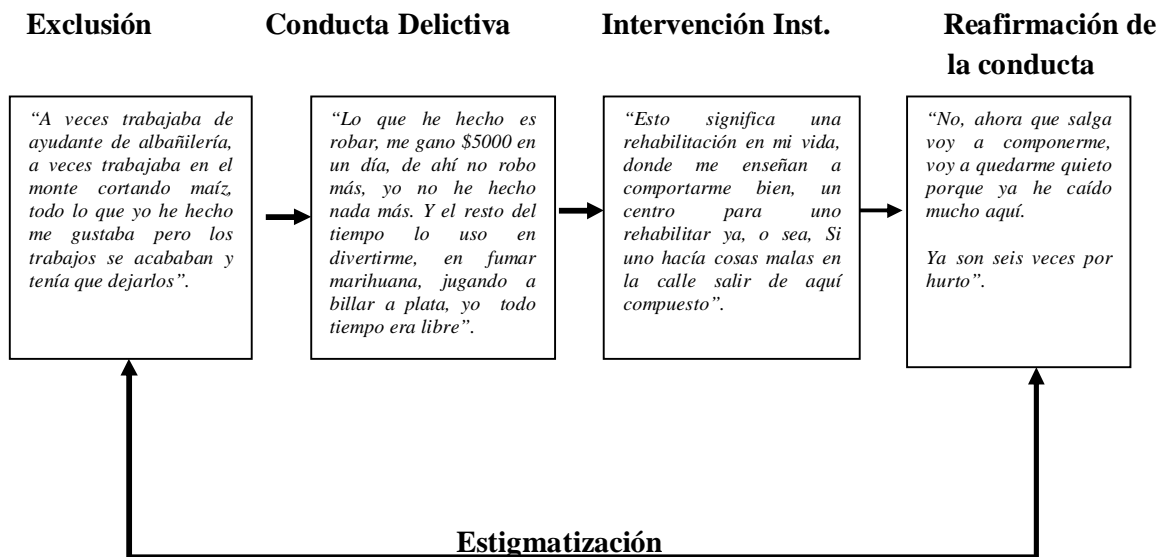 Exclusión
Conducta Delictiva
Intervención Inst.
Reafirmación de
la conducta
“A veces trabajaba de
ayudante de albañilería,
a veces trabajaba en el
monte cortando maíz,
todo lo que yo he hecho
me gustaba pero los
trabajos se acababan y
tenía que dejarlos”.
“Lo que he hecho es
robar, me gano $5000 en
un día, de ahí no robo
más, yo no he hecho
nada más. Y el resto del
tiempo lo uso en
divertirme, en fumar
marihuana, jugando a
billar a plata, yo todo
tiempo era libre”.
“Esto significa una
rehabilitación en mi vida,
donde me enseñan a
comportarme bien, un
centro para uno
rehabilitar ya, o sea, Si
uno hacía cosas malas en
la calle salir de aquí
compuesto”.
“No, ahora que salga
voy a componerme,
voy a quedarme quieto
porque ya he caído
mucho aquí.
Ya son seis veces por
hurto”.
Estigmatización